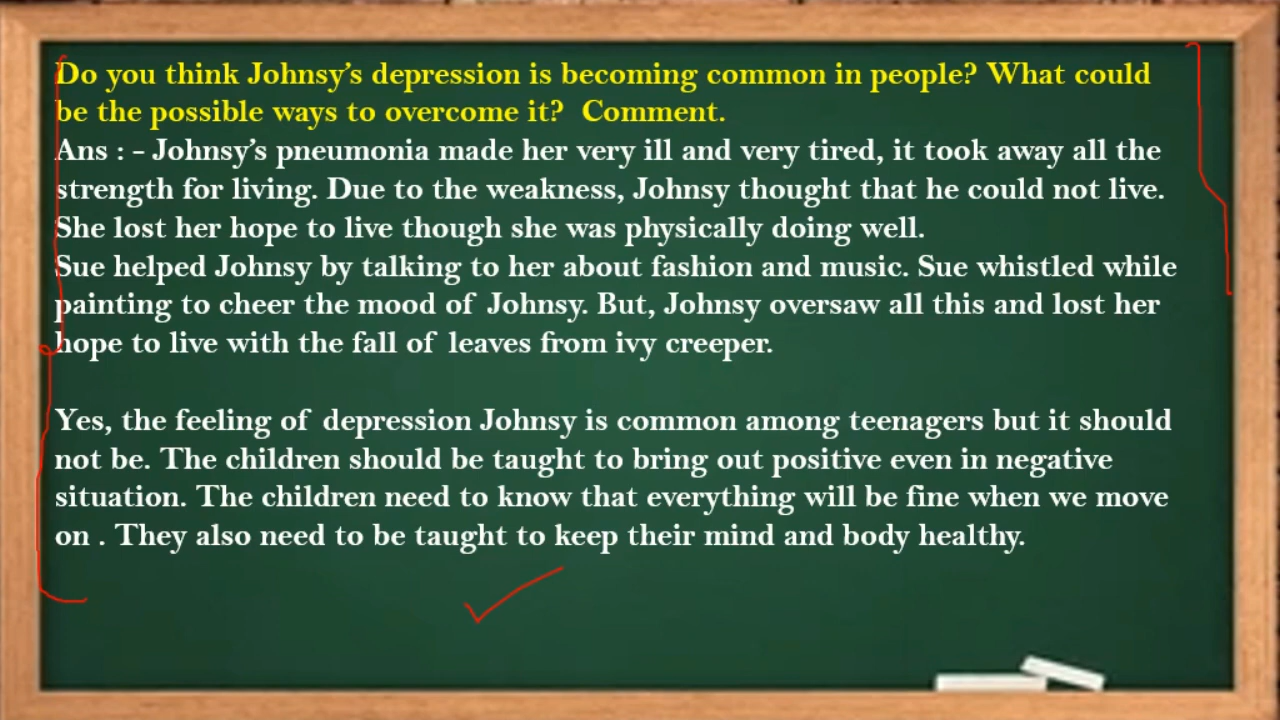 Do you think Johnsy's depression is becoming common in people? What could
be the possible ways to overcome it? Comment.
Ans : - Johnsy's pneumonia made her very ill and very tired, it took away all the
strength for living. Due to the weakness, Johnsy thought that he could not live.
She lost her hope to live though she was physically doing well.
Sue helped Johnsy by talking to her about fashion and music. Sue whistled while
painting to cheer the mood of Johnsy. But, Johnsy oversaw all this and lost her
hope to live with the fall of leaves from ivy creeper.
Yes, the feeling of depression Johnsy is common among teenagers but it should
not be. The children should be taught to bring out positive even in negative
situation. The children need to know that everything will be fine when we move
on . They also need to be taught to keep their mind and body healthy.